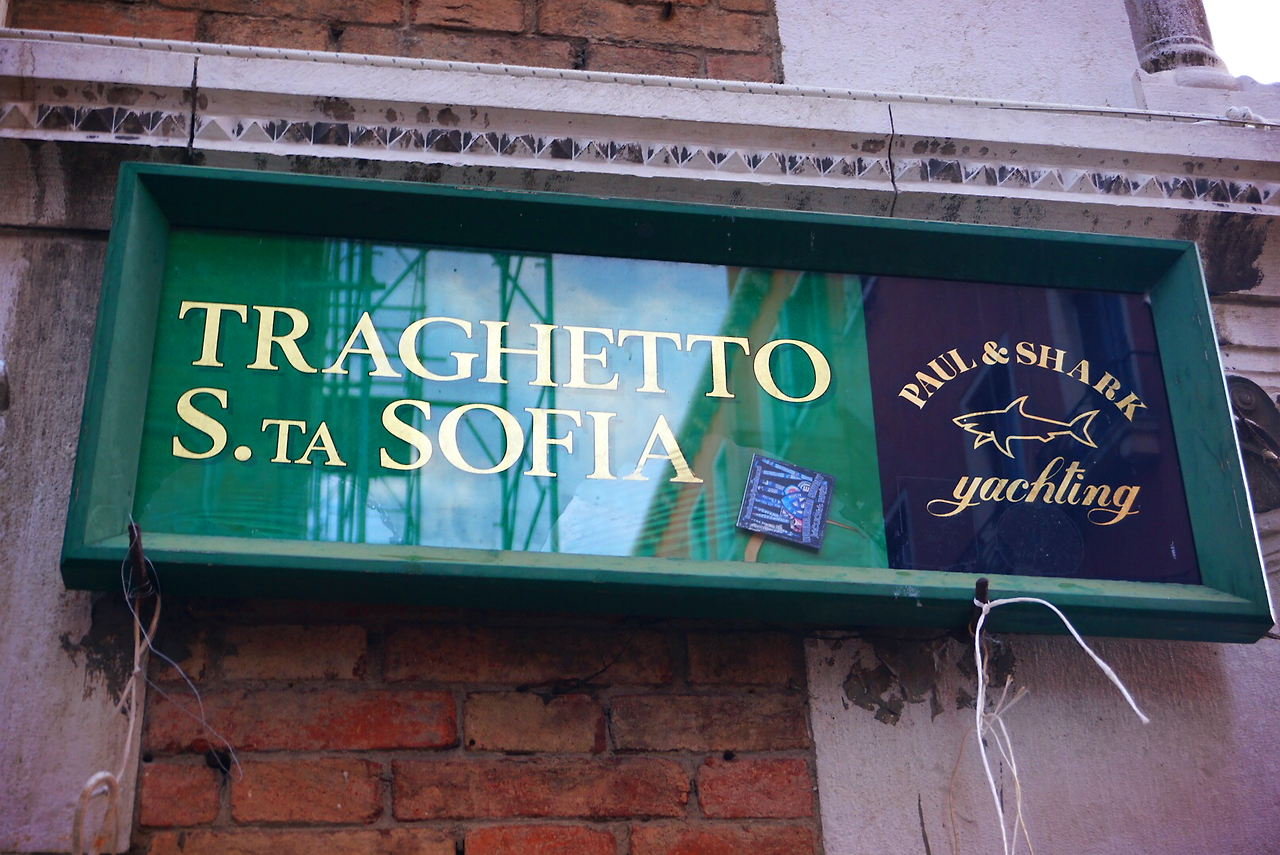 TRAGHETTO
S.TA SOFIA
PAUL & SHARK
yachting